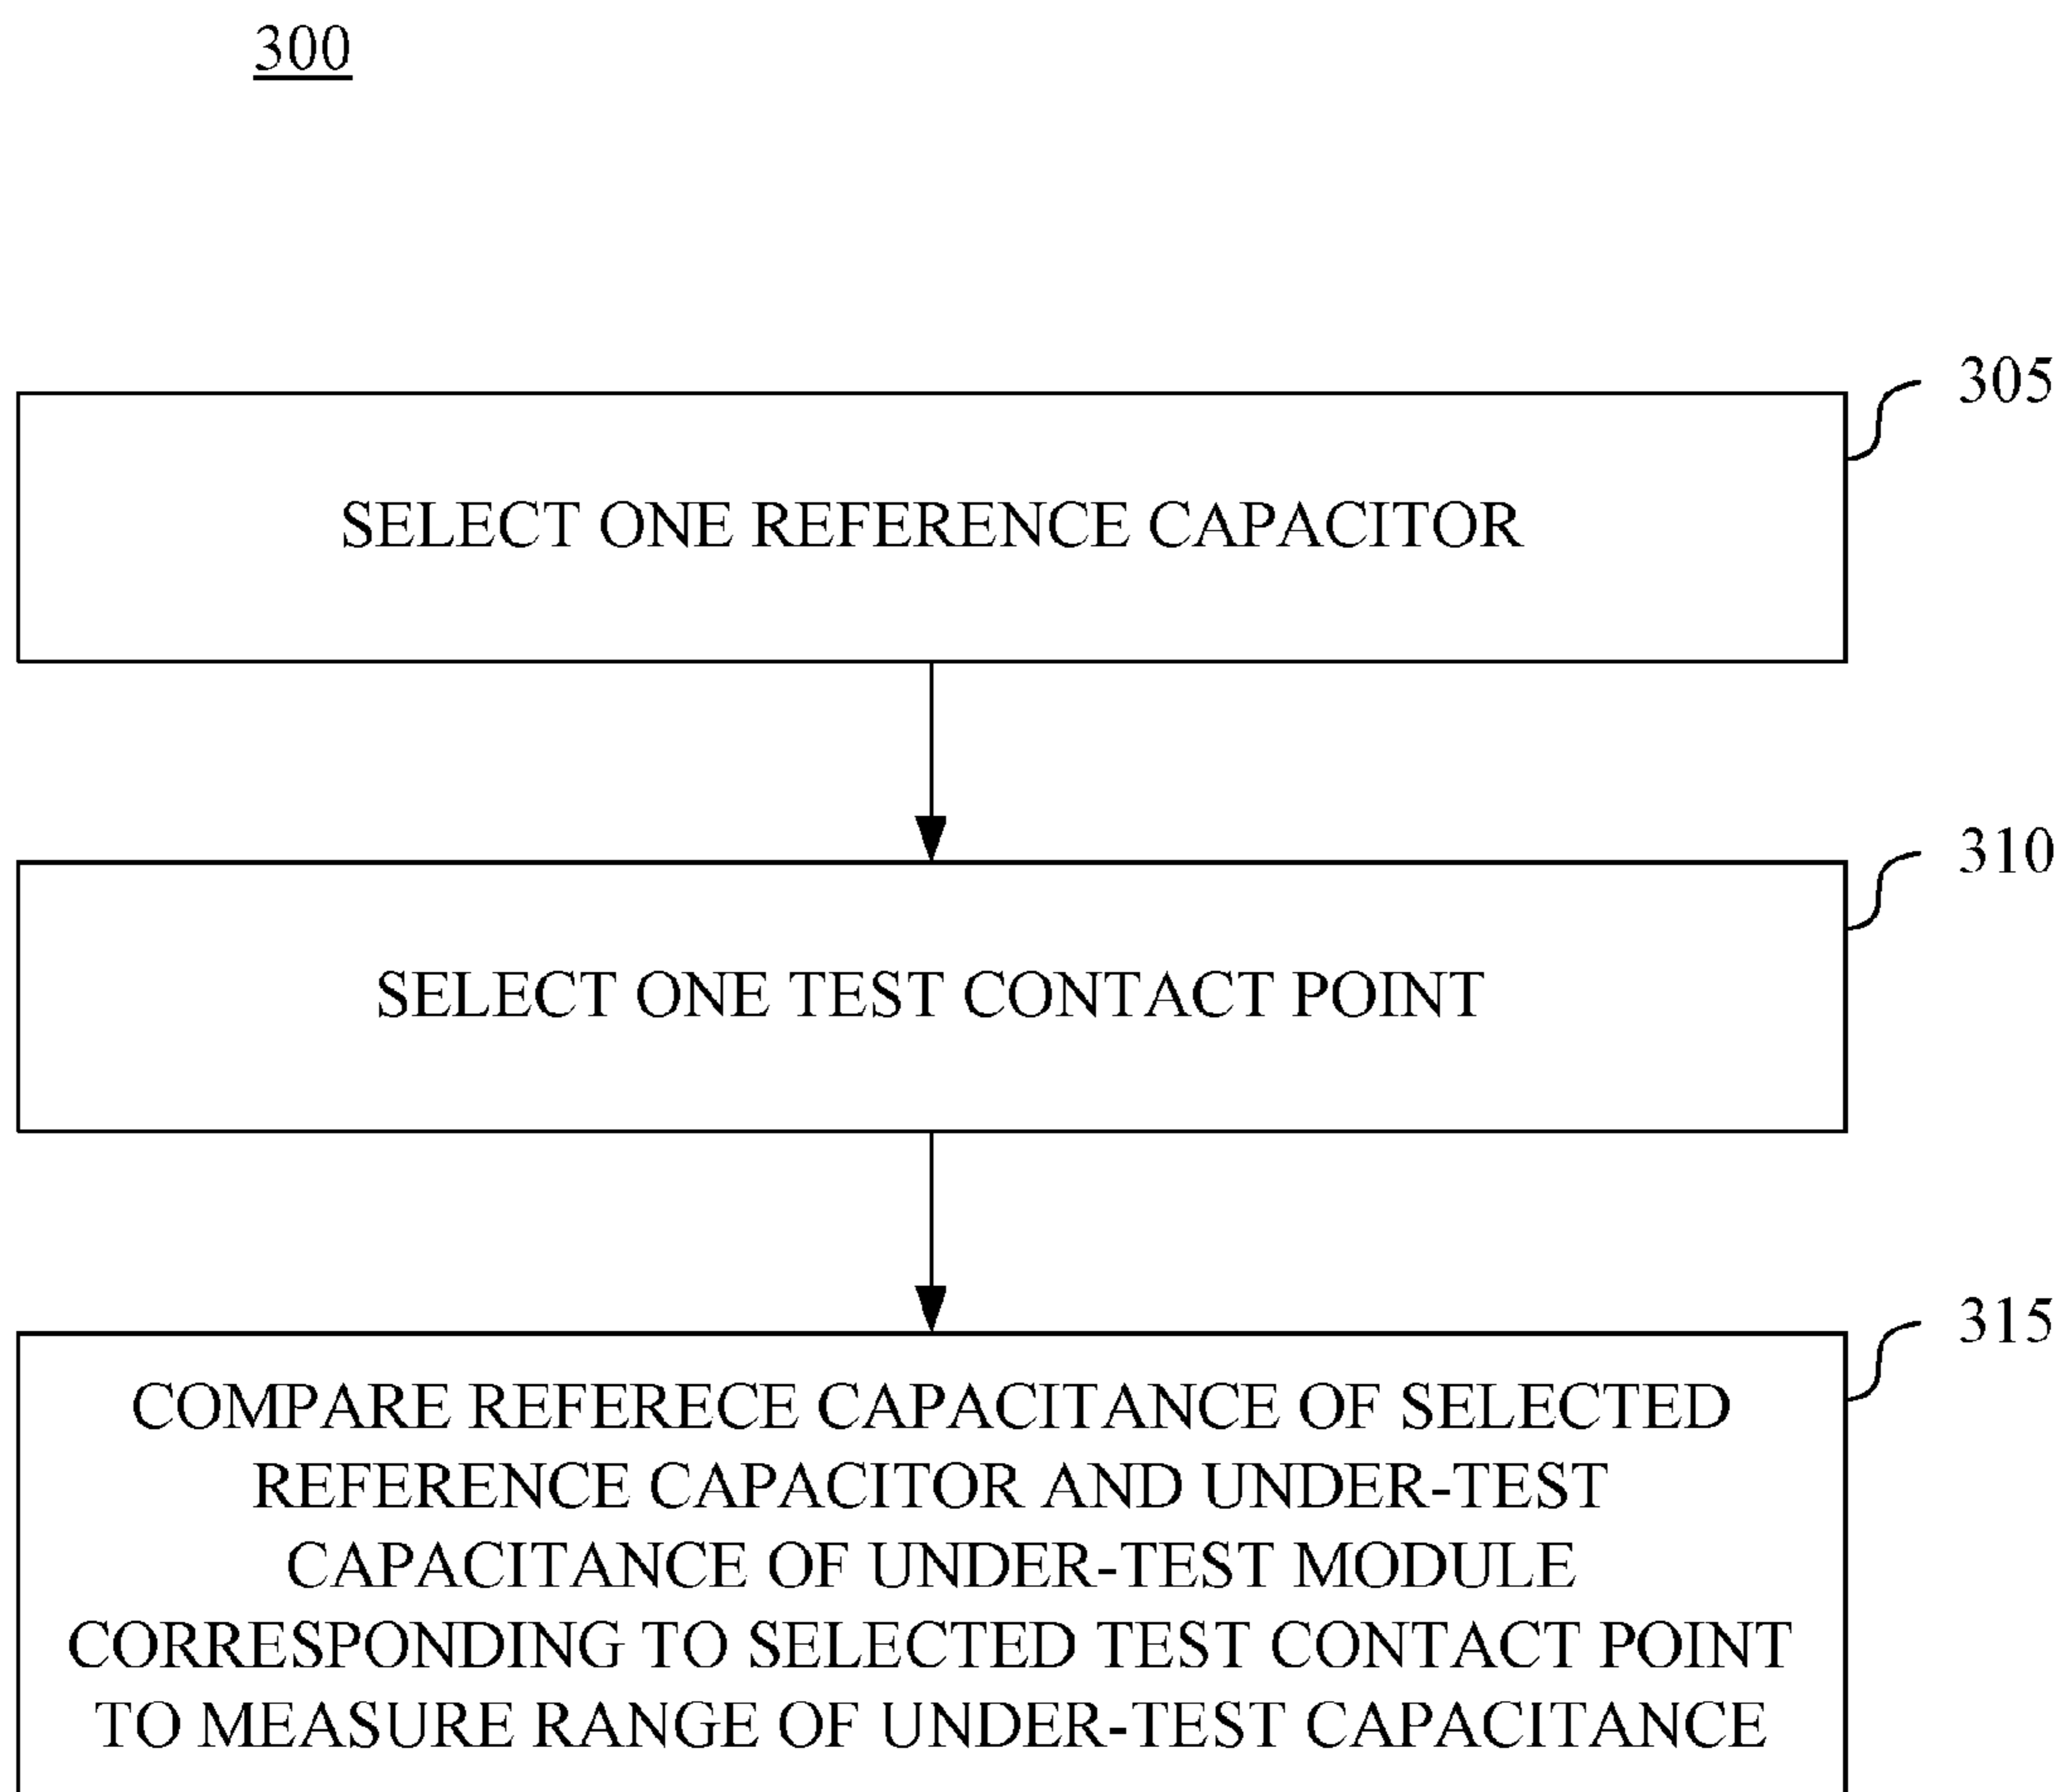 300
305
SELECT ONE REFERENCE CAPACITOR
310
SELECT ONE TEST CONTACT POINT
315
COMPARE REFERECE CAPACITANCE OF SELECTED
REFERENCE CAPACITOR AND UNDER-TEST
CAPACITANCE OF UNDER-TEST MODULE
CORRESPONDING TO SELECTED TEST CONTACT POINT
TO MEASURE RANGE OF UNDER-TEST CAPACITANCE